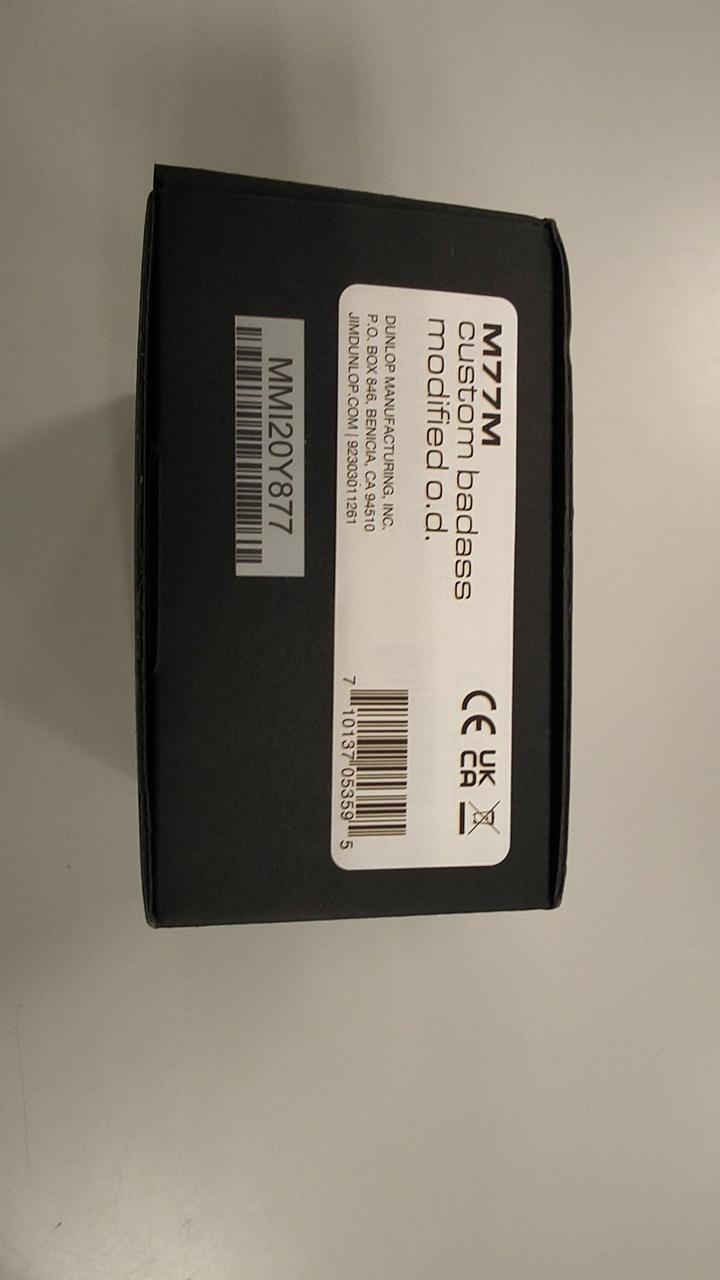 M77M
custom badass
modified o.d.
DUNLOP MANUFACTURING, INC.
P.O. BOX 846, BENICIA, CA 94510
JIMDUNLOP.COM | 92303011261
CE UK
CA
7 10137 05359 5
MMI20Y877